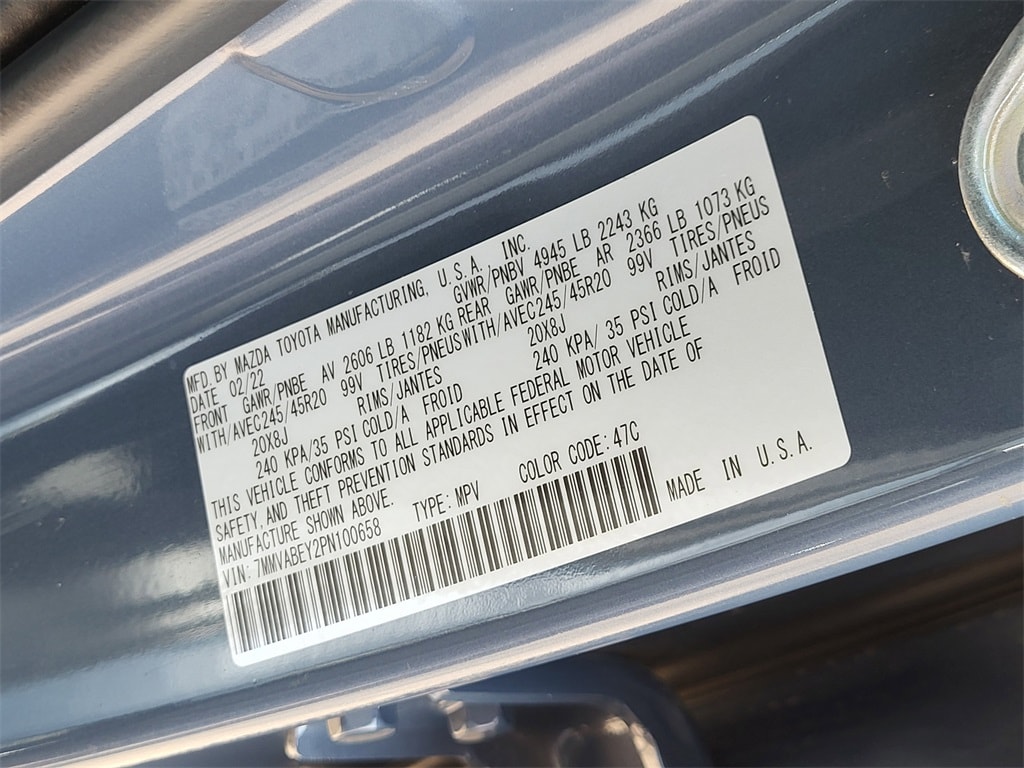 MFD. BY MAZDA TOYOTA MANUFACTURING, U.S.A. INC.
DATE 02/22 GVWR/PNBV 4945 LB 2243 KG
FRONT GAWR/PNBE AV 2606 LB 1182 KG REAR GAWR/PNBE AR 2366 LB 1073 KG
WITH/AVEC245/45R20 99V TIRES/PNEUSWITH/AVEC245/45R20 99V TIRES/PNEUS
20X8J RIMS/JANTES 20X8J RIMS/JANTES
240 KPA/35 PSI COLD/A FROID 240 KPA/ 35 PSI COLD/A FROID
THIS VEHICLE CONFORMS TO ALL APPLICABLE FEDERAL MOTOR VEHICLE
SAFETY, AND THEFT PREVENTION STANDARDS IN EFFECT ON THE DATE OF
MANUFACTURE SHOWN ABOVE.
VIN: 7MMVABEY2PN100658 TYPE: MPV COLOR CODE: 47C
MADE IN U.S.A.